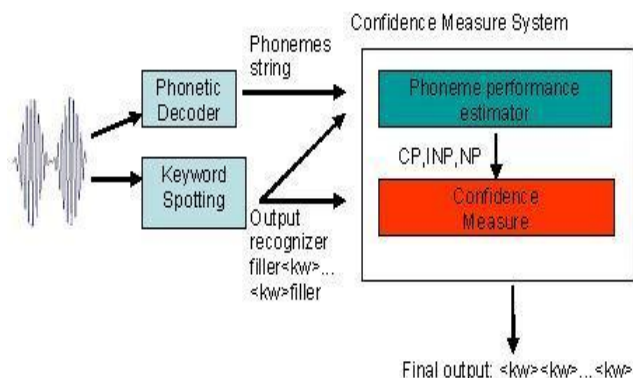 Confidence Measure System
Phonemes
string
Phonetic
Decoder
Phoneme performance
estimator
CP,INP,NP
Keyword
Spotting
Confidence
Measure
Output
recognizer
filler<kw>...
<kw>filler
Final output: <kw><kw>...<kw>